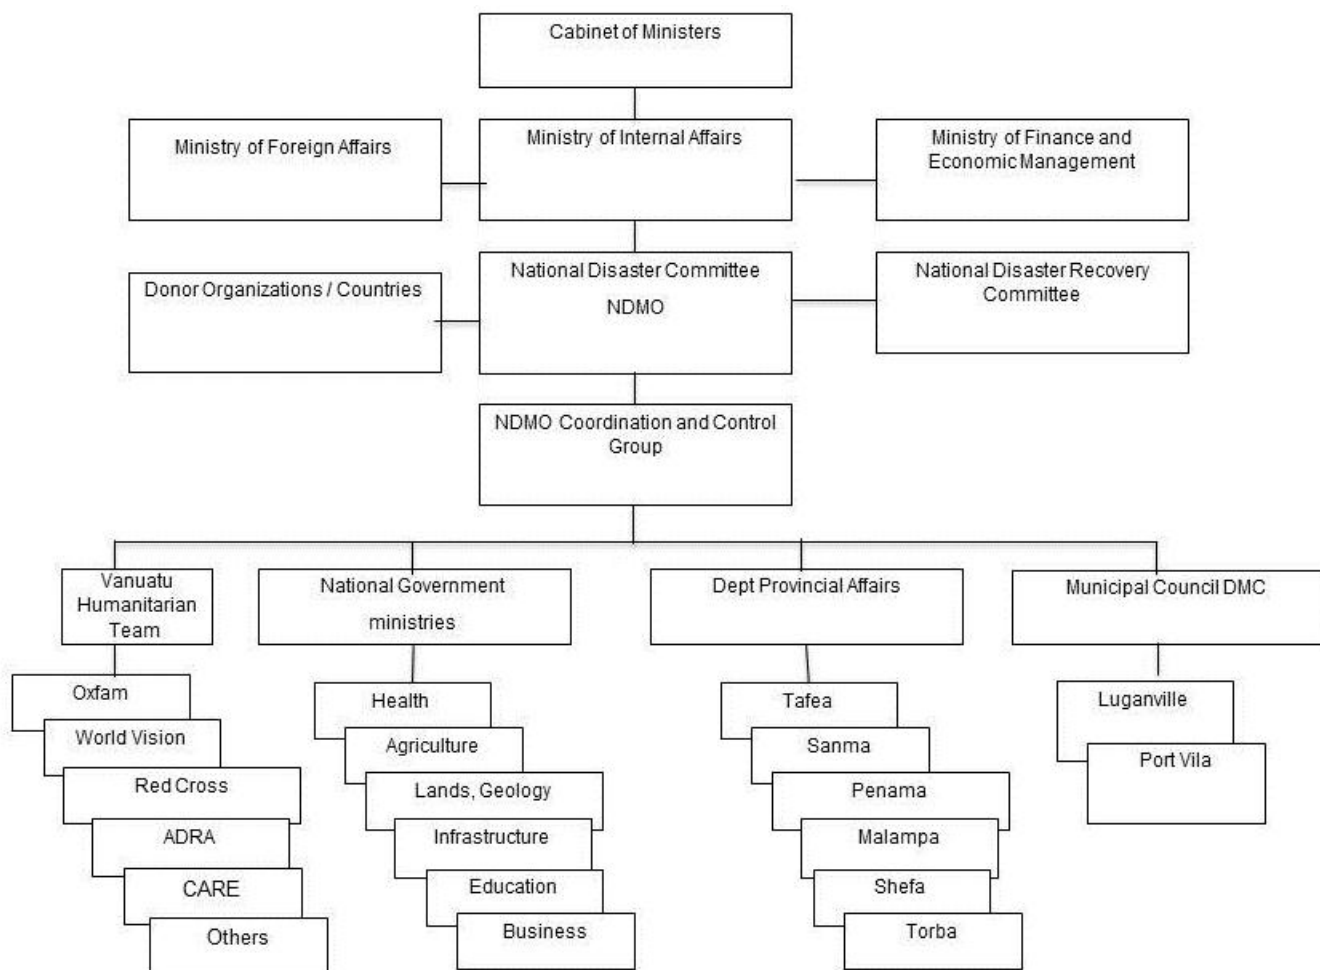 Cabinet of Ministers
Ministry of Foreign Affairs
Ministry of Internal Affairs
Ministry of Finance and
Economic Management
Donor Organizations / Countries
National Disaster Committee
NDMO
National Disaster Recovery
Committee
NDMO Coordination and Control
Group
Vanuatu
Humanitarian
Team
National Government
ministries
Dept Provincial Affairs
Municipal Council DMC
Oxfam
World Vision
Red Cross
ADRA
CARE
Others
Health
Agriculture
Lands, Geology
Infrastructure
Education
Business
Tafea
Sanma
Penama
Malampa
Shefa
Torba
Luganville
Port Vila